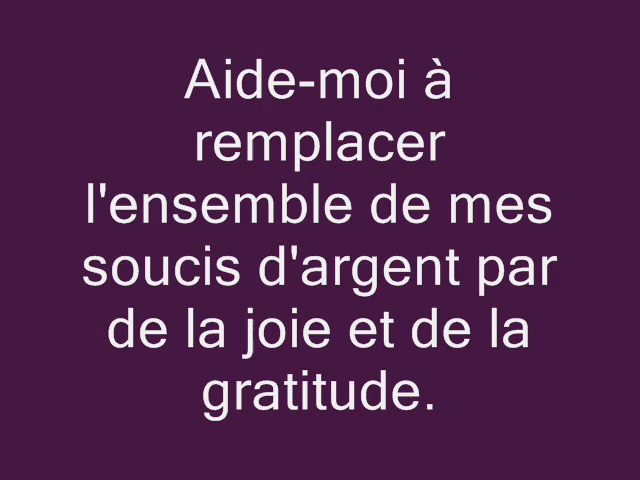 Aide-moi à
remplacer
l'ensemble de mes
soucis d'argent par
de la joie et de la
gratitude.